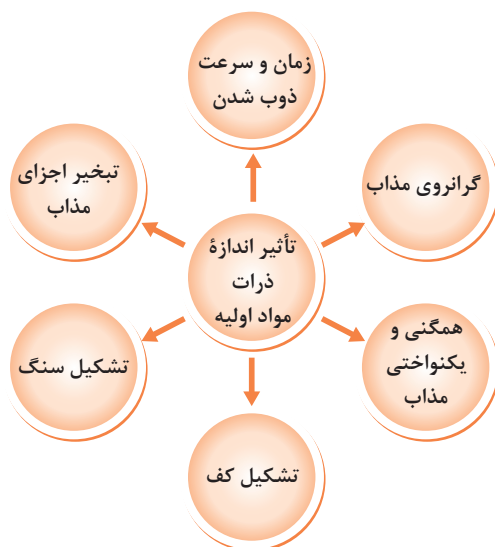 زمان و سرعت
ذوب شدن
گرانروی مذاب
تبخیر اجزای
مذاب
تأثیر اندازۀ
ذرات
مواد اولیه
همگنی و
یکنواختی
مذاب
تشکیل سنگ
تشکیل کف